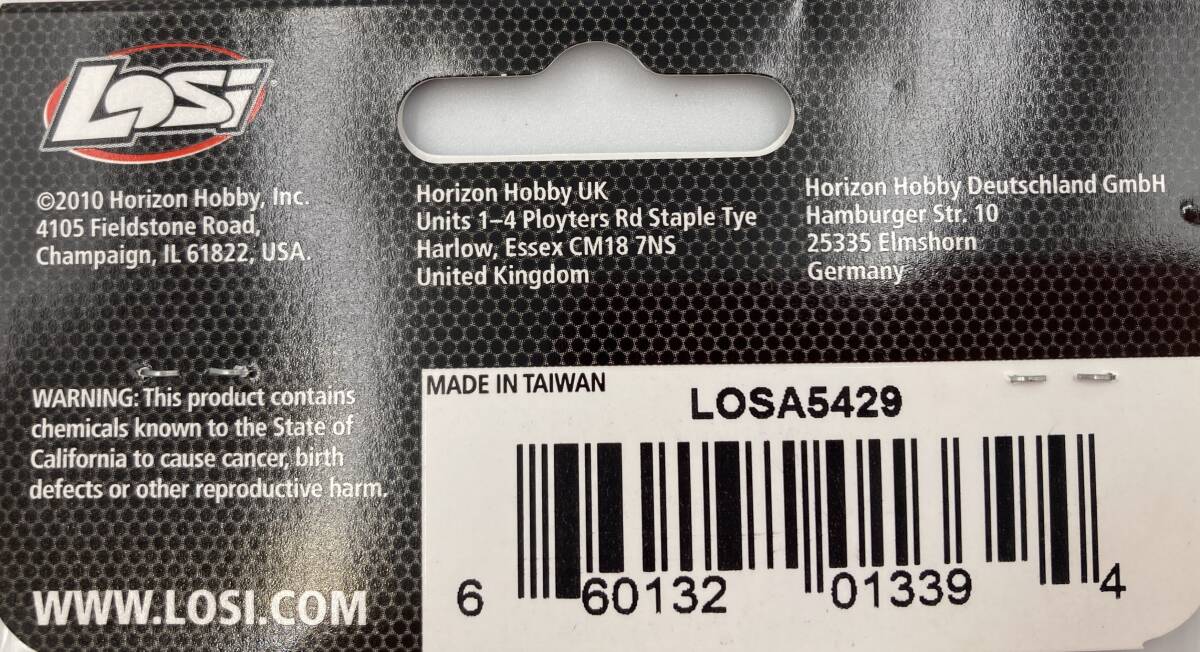 LOSi
©2010 Horizon Hobby, Inc.
4105 Fieldstone Road,
Champaign, IL 61822, USA.
Horizon Hobby UK
Units 1–4 Ployters Rd Staple Tye
Harlow, Essex CM18 7NS
United Kingdom
Horizon Hobby Deutschland GmbH
Hamburger Str. 10
25335 Elmshorn
Germany
WARNING: This product contains
chemicals known to the State of
California to cause cancer, birth
defects or other reproductive harm.
WWW.LOSI.COM
MADE IN TAIWAN
LOSA5429
6 60132 01339 4